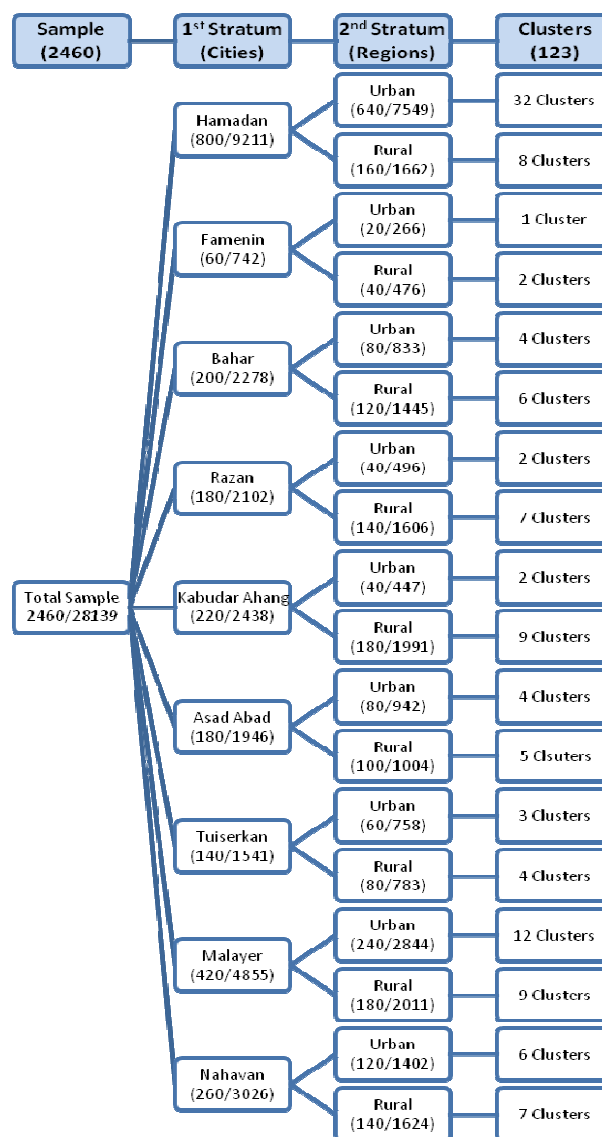 Sample
(2460)
1st Stratum
(Cities)
2nd Stratum
(Regions)
Clusters
(123)
Total Sample
2460/28139
Hamadan
(800/9211)
Urban
(640/7549)
32 Clusters
Rural
(160/1662)
8 Clusters
Famenin
(60/742)
Urban
(20/266)
1 Cluster
Rural
(40/476)
2 Clusters
Bahar
(200/2278)
Urban
(80/833)
4 Clusters
Rural
(120/1445)
6 Clusters
Razan
(180/2102)
Urban
(40/496)
2 Clusters
Rural
(140/1606)
7 Clusters
Kabudar Ahang
(220/2438)
Urban
(40/447)
2 Clusters
Rural
(180/1991)
9 Clusters
Asad Abad
(180/1946)
Urban
(80/942)
4 Clusters
Rural
(100/1004)
5 Clsuters
Tuiserkan
(140/1541)
Urban
(60/758)
3 Clusters
Rural
(80/783)
4 Clusters
Malayer
(420/4855)
Urban
(240/2844)
12 Clusters
Rural
(180/2011)
9 Clusters
Nahavan
(260/3026)
Urban
(120/1402)
6 Clusters
Rural
(140/1624)
7 Clusters